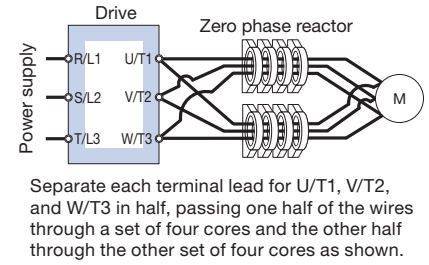 Drive
Zero phase reactor
Power supply
R/L1 U/T1
S/L2 V/T2
T/L3 W/T3
M
Separate each terminal lead for U/T1, V/T2,
and W/T3 in half, passing one half of the wires
through a set of four cores and the other half
through the other set of four cores as shown.